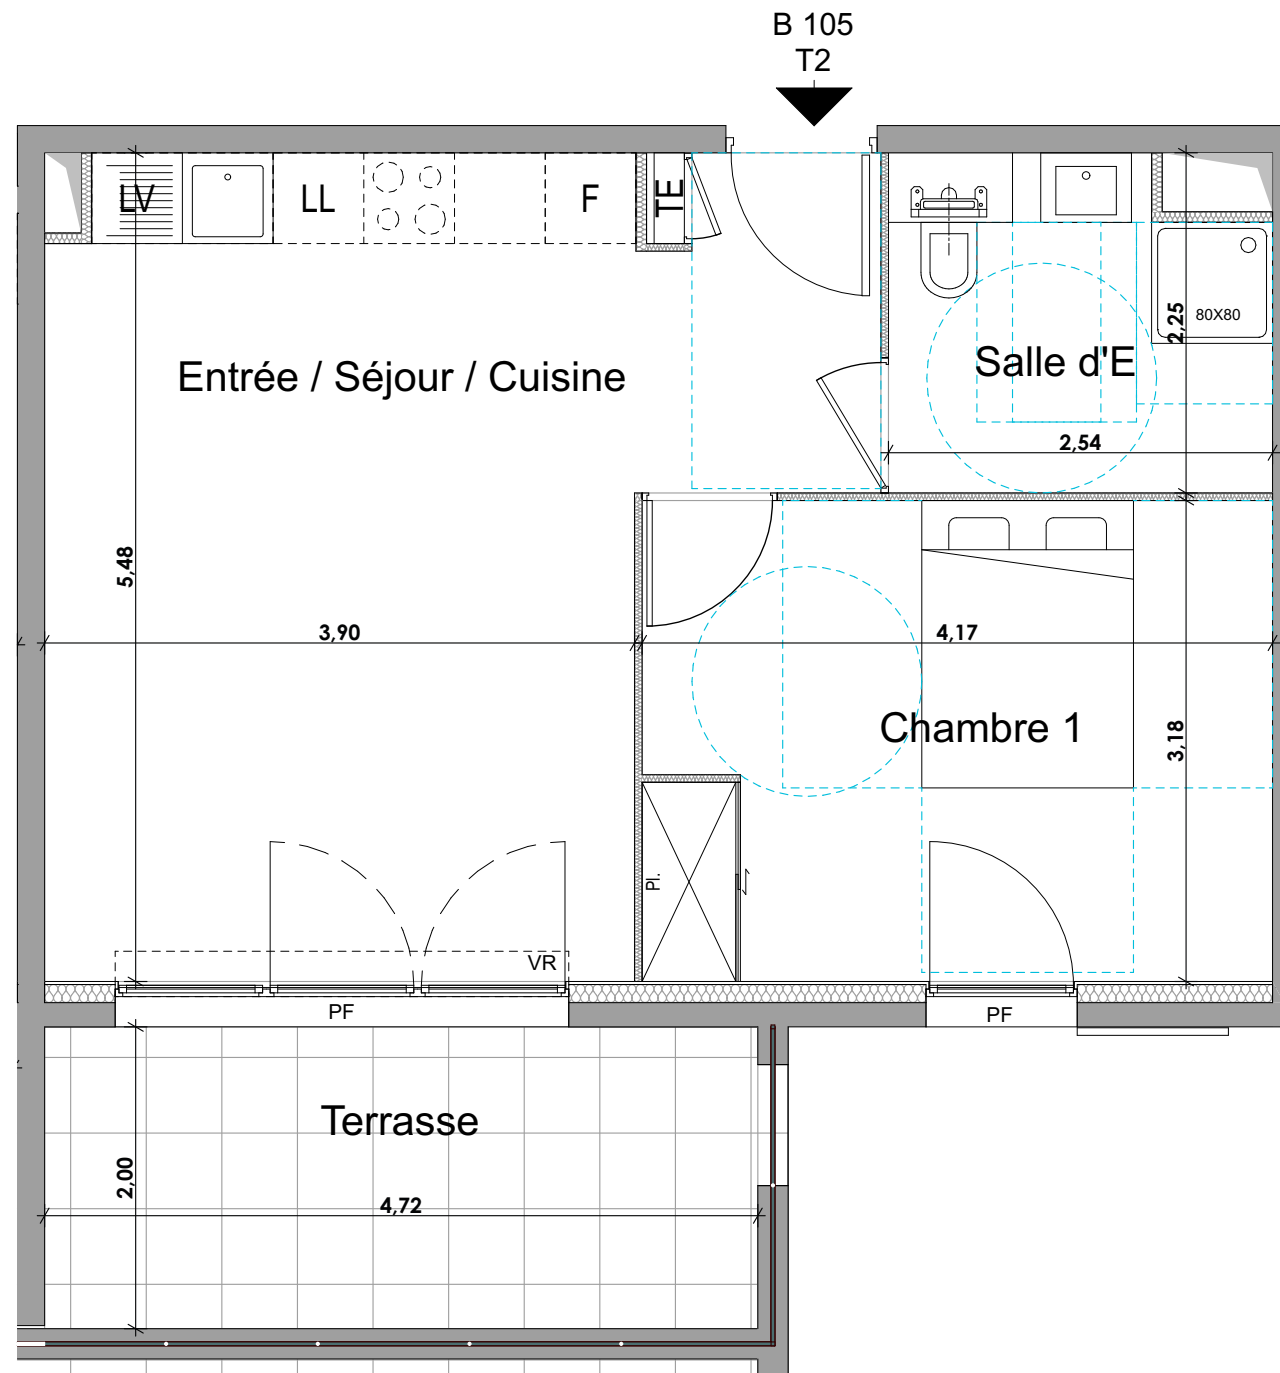 B 105
T2
LV
LL
F
TE
80X80
2,25
Entrée / Séjour / Cuisine
Salle d'E
2,54
5,48
3,90
4,17
Chambre 1
3,18
Pl.
VR
PF
PF
Terrasse
2,00
4,72